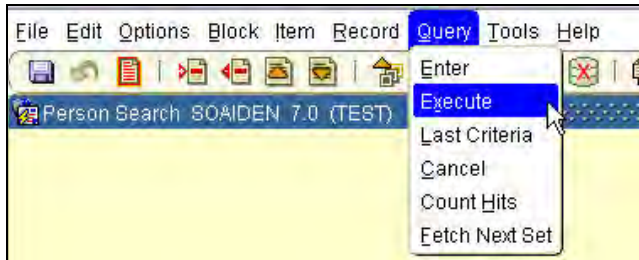 File Edit Options Block Item Record Query Tools Help
Enter
Execute
Person Search SOAIDEN 7.0 (TEST)
Last Criteria
Cancel
Count Hits
Fetch Next Set